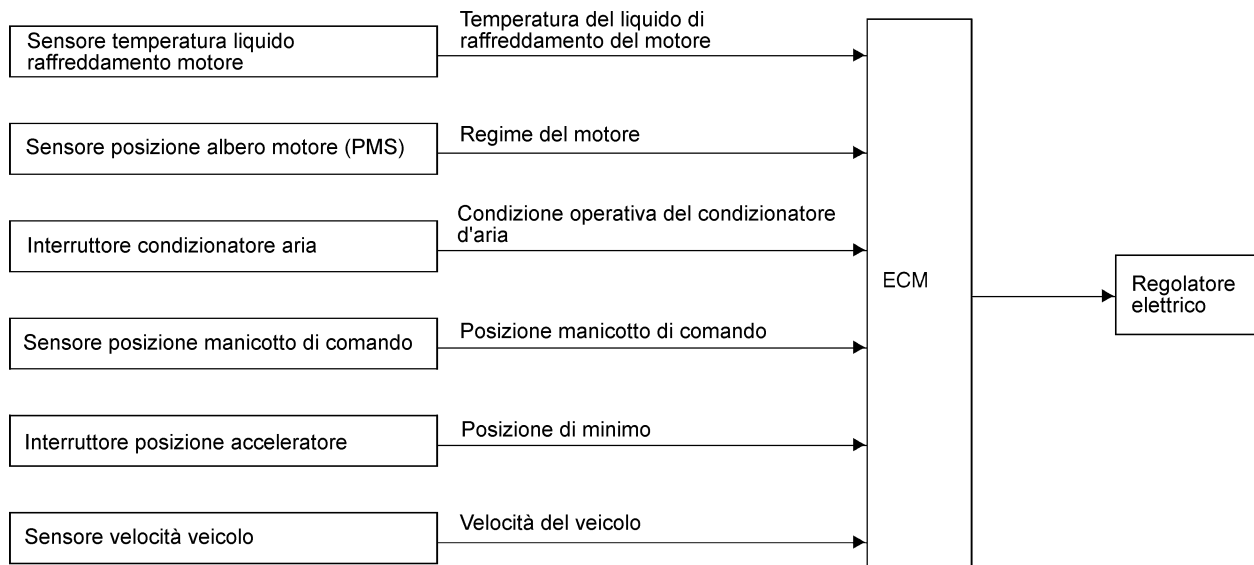 Sensore temperatura liquido
raffreddamento motore
Temperatura del liquido di
raffreddamento del motore
Sensore posizione albero motore (PMS)
Regime del motore
Interruttore condizionatore aria
Condizione operativa del condizionatore
d'aria
Sensore posizione manicotto di comando
Posizione manicotto di comando
Interruttore posizione acceleratore
Posizione di minimo
Sensore velocità veicolo
Velocità del veicolo
ECM
Regolatore
elettrico